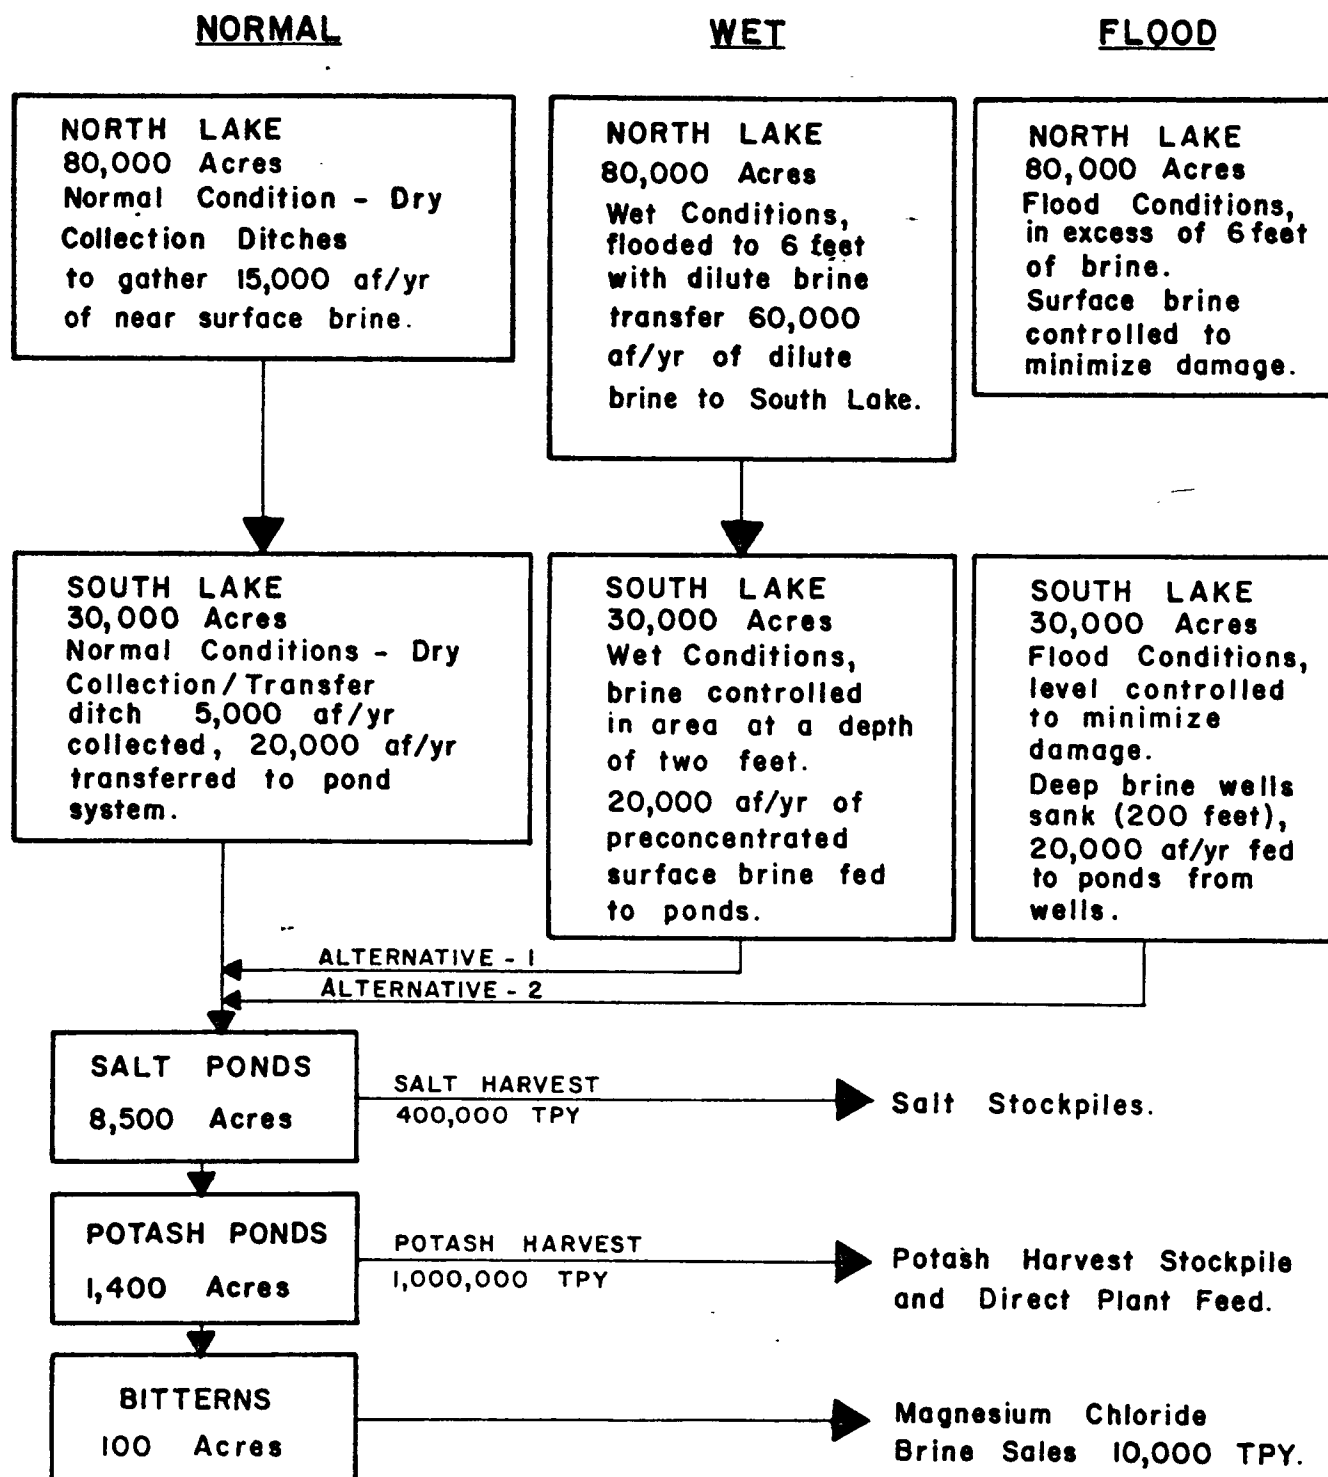 NORMAL
WET
FLOOD
NORTH LAKE
80,000 Acres
Normal Condition - Dry
Collection Ditches
to gather 15,000 af/yr
of near surface brine.
NORTH LAKE
80,000 Acres
Wet Conditions,
flooded to 6 feet
with dilute brine
transfer 60,000
af/yr of dilute
brine to South Lake.
NORTH LAKE
80,000 Acres
Flood Conditions,
in excess of 6 feet
of brine.
Surface brine
controlled to
minimize damage.
SOUTH LAKE
30,000 Acres
Normal Conditions - Dry
Collection/Transfer
ditch 5,000 af/yr
collected, 20,000 af/yr
transferred to pond
system.
SOUTH LAKE
30,000 Acres
Wet Conditions,
brine controlled
in area at a depth
of two feet.
20,000 af/yr of
preconcentrated
surface brine fed
to ponds.
SOUTH LAKE
30,000 Acres
Flood Conditions,
level controlled
to minimize
damage.
Deep brine wells
sank (200 feet),
20,000 af/yr fed
to ponds from
wells.
ALTERNATIVE - 1
ALTERNATIVE - 2
SALT PONDS
8,500 Acres
SALT HARVEST
400,000 TPY
Salt Stockpiles.
POTASH PONDS
1,400 Acres
POTASH HARVEST
1,000,000 TPY
Potash Harvest Stockpile
and Direct Plant Feed.
BITTERNS
100 Acres
Magnesium Chloride
Brine Sales 10,000 TPY.